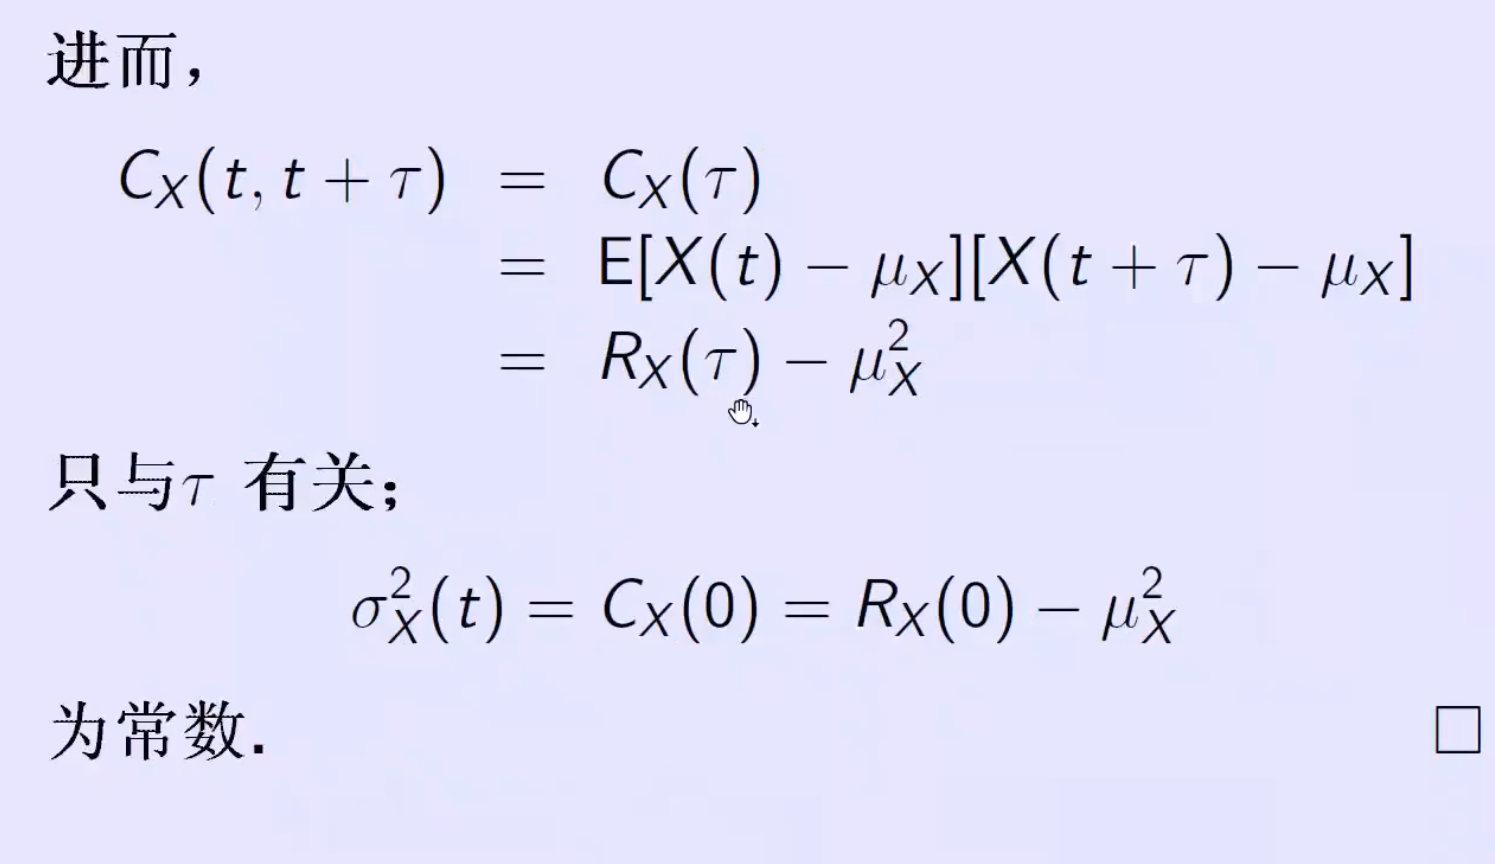 进而，
C_X(t, t + τ) = C_X(τ)
= E[X(t) − μ_X][X(t + τ) − μ_X]
= R_X(τ) − μ_X^2
只与τ 有关；
σ_X^2(t) = C_X(0) = R_X(0) − μ_X^2
为常数. □